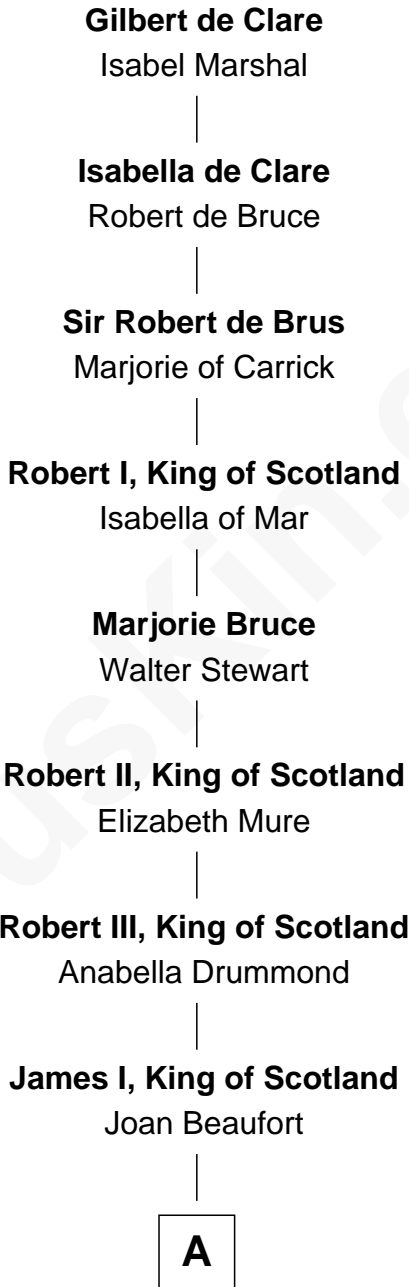 Gilbert de Clare
Isabel Marshal
Isabella de Clare
Robert de Bruce
Sir Robert de Brus
Marjorie of Carrick
Robert I, King of Scotland
Isabella of Mar
Marjorie Bruce
Walter Stewart
Robert II, King of Scotland
Elizabeth Mure
Robert III, King of Scotland
Anabella Drummond
James I, King of Scotland
Joan Beaufort
A